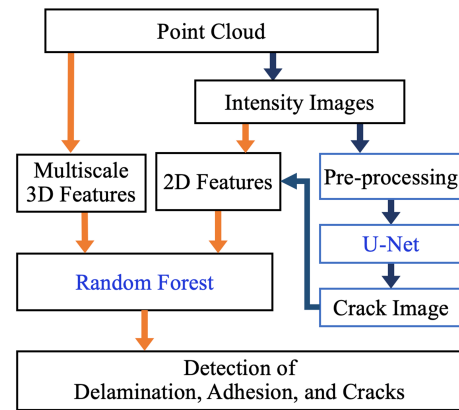 Point Cloud
Intensity Images
Multiscale
3D Features
2D Features
Pre-processing
U-Net
Random Forest
Crack Image
Detection of
Delamination, Adhesion, and Cracks